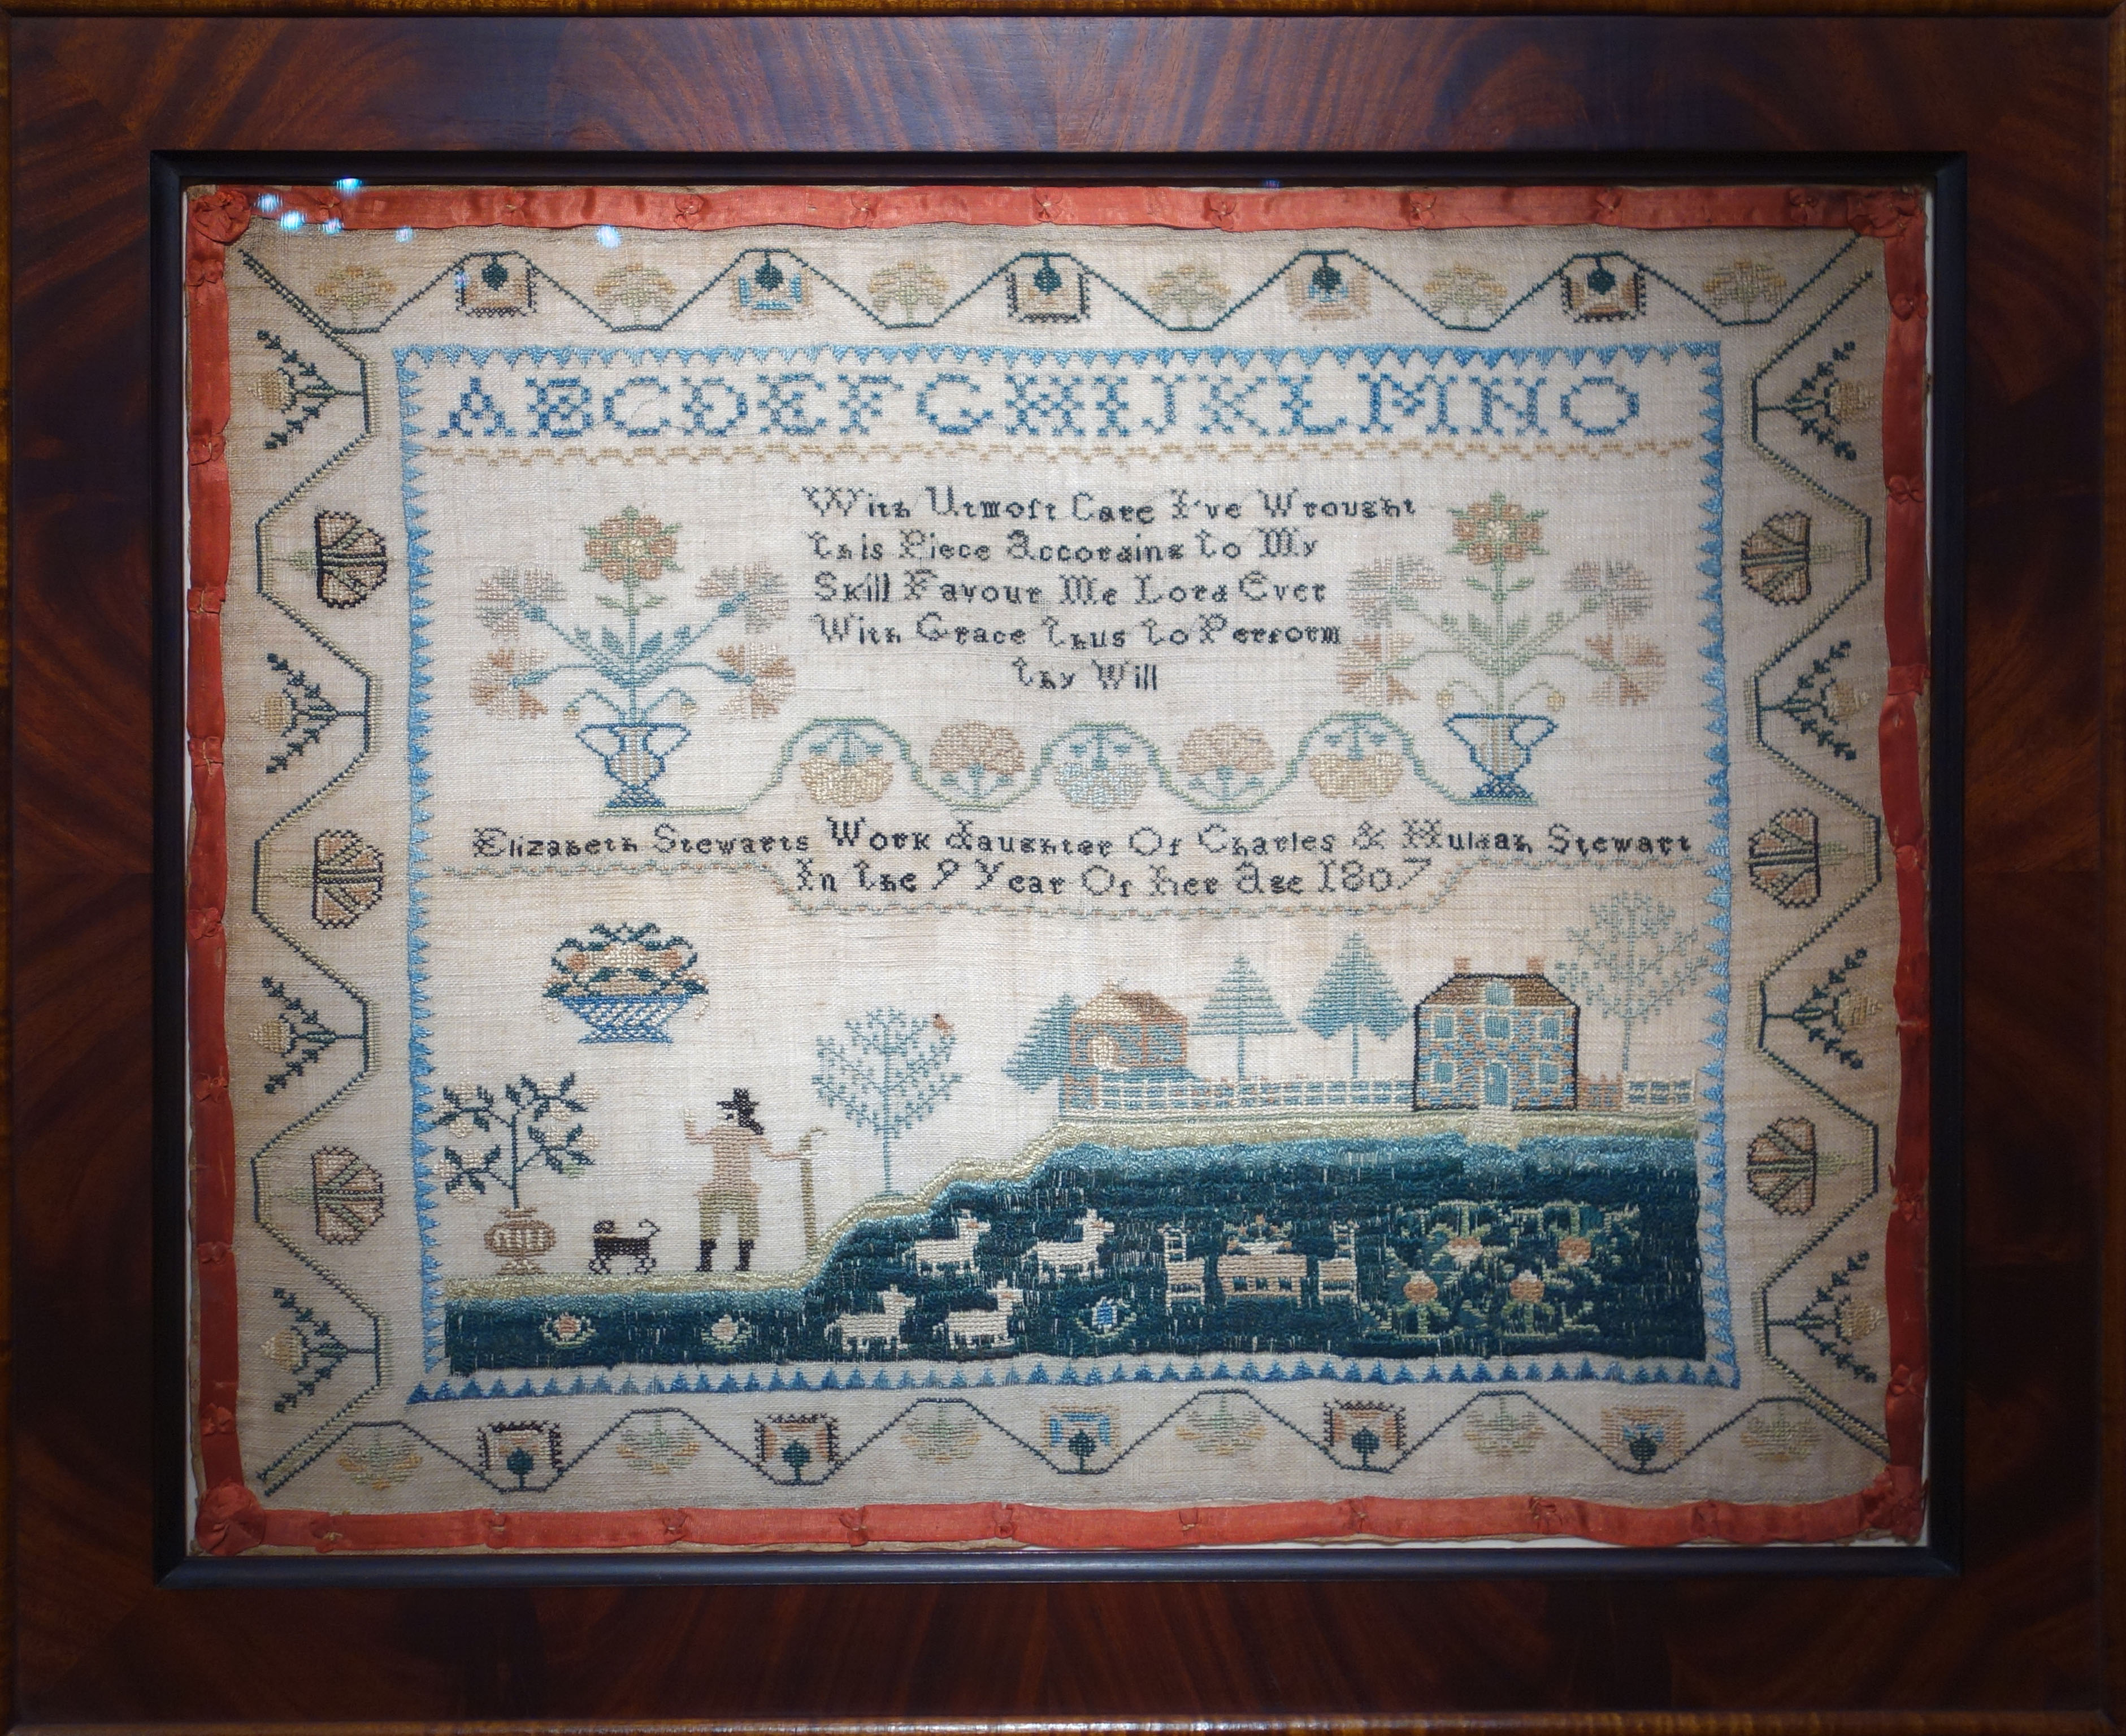 ABCDEFGHIJKLMNO
With Utmoſt Care I've Wrought
this Piece According to My
Skill Favour Me Lord Ever
With Grace thus to Perform
thy Will
Elizabeth Stewarts Work daughter Of Charles & Huldah Stewart
In the 9 Year Of her Age 1807